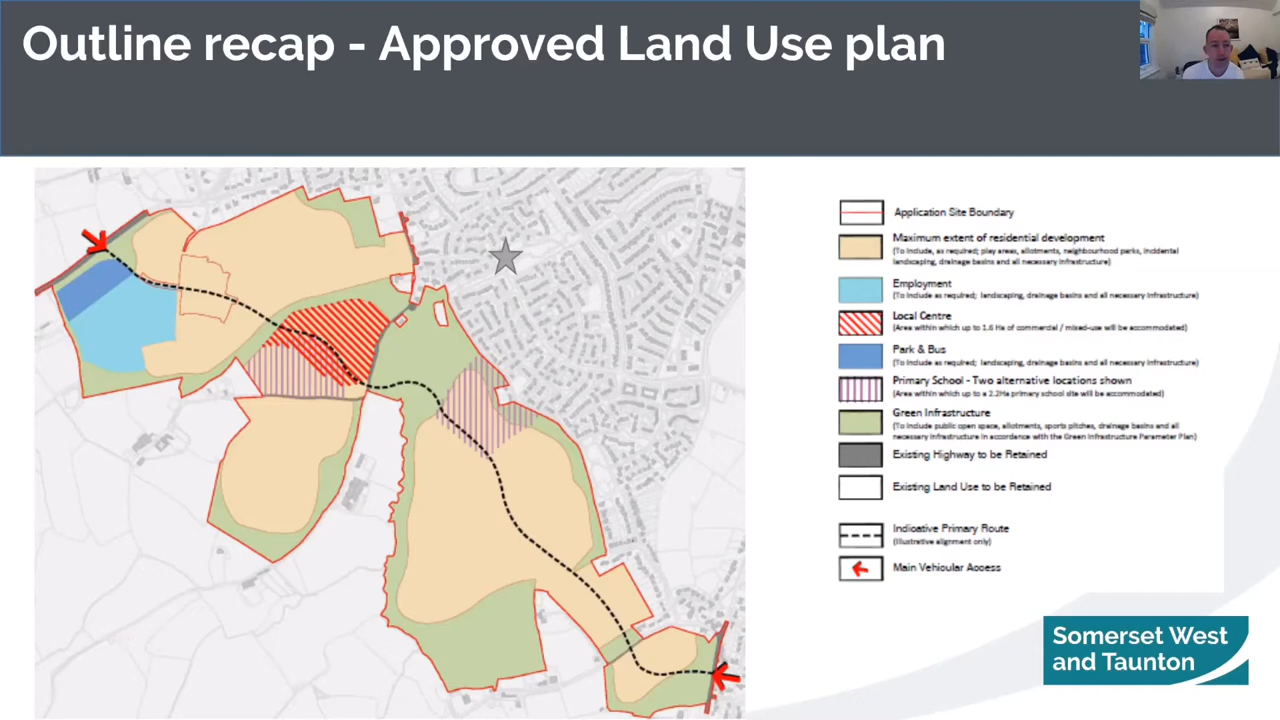 Outline recap - Approved Land Use plan
Application Site Boundary
Maximum extent of residential development
(To include, as required; play areas, allotments, neighbourhood parks, incidental
landscaping, drainage basins and all necessary infrastructure)
Employment
(To include as required; landscaping, drainage basins and all necessary infrastructure)
Local Centre
(Area within which up to 1.6 Ha of commercial / mixed-use will be accommodated)
Park & Bus
(To include as required; landscaping, drainage basins and all necessary infrastructure)
Primary School - Two alternative locations shown
(Area within which up to a 2.2Ha primary school site will be accommodated)
Green Infrastructure
(To include public open space, allotments, sports pitches, drainage basins and all
necessary infrastructure in accordance with the Green Infrastructure Parameter Plan)
Existing Highway to be Retained
Existing Land Use to be Retained
Indicative Primary Route
(Illustrative alignment only)
Main Vehicular Access
Somerset West
and Taunton